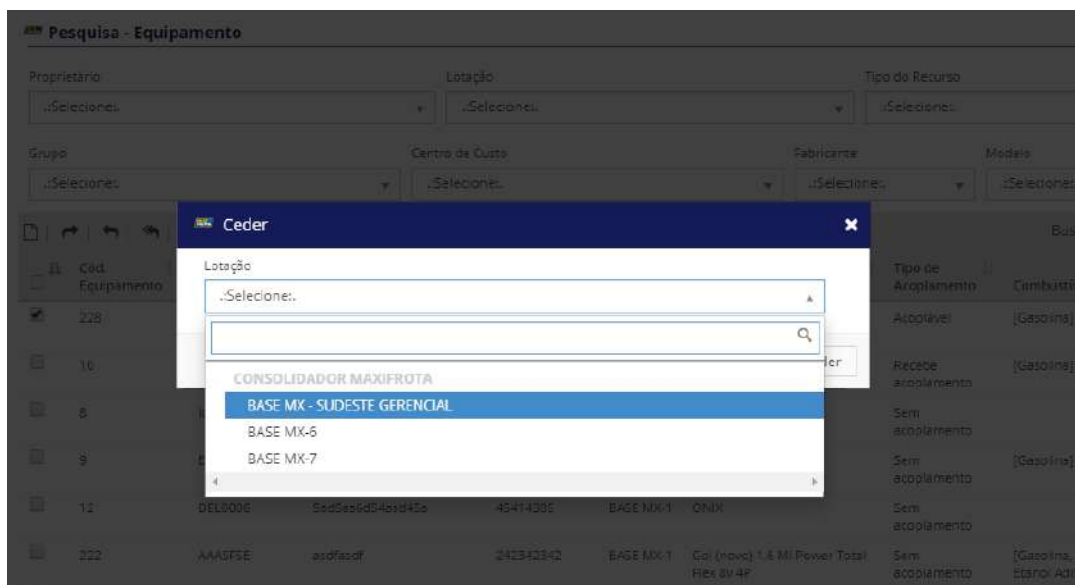 Pesquisa - Equipamento
Proprietário Lotação Tipo do Recurso
.:Selecione:. .:Selecione:. .:Selecione:.
Grupo Centro de Custo Fabricante Modelo
.:Selecione:. .:Selecione:. .:Selecione:. .:Selecione:.
Ceder
Bus
Lotação
Cód. Equipamento
Tipo de Acoplamento
Combustí
.:Selecione:.
228 Acoplável [Gasolina]
ler
16 Recebe acoplamento [Gasolina]
CONSOLIDADOR MAXIFROTA
BASE MX - SUDESTE GERENCIAL
8 Sem acoplamento
BASE MX-6
BASE MX-7
9 Sem acoplamento [Gasolina]
12 BASE MX-1 ONIX Sem acoplamento
222 AAASFSE asdfasdf 242342342 BASE MX-1 Gol (novo) 1.6 Mi Power Total Flex 8V 4P Sem acoplamento [Gasolina, Etanol Adi